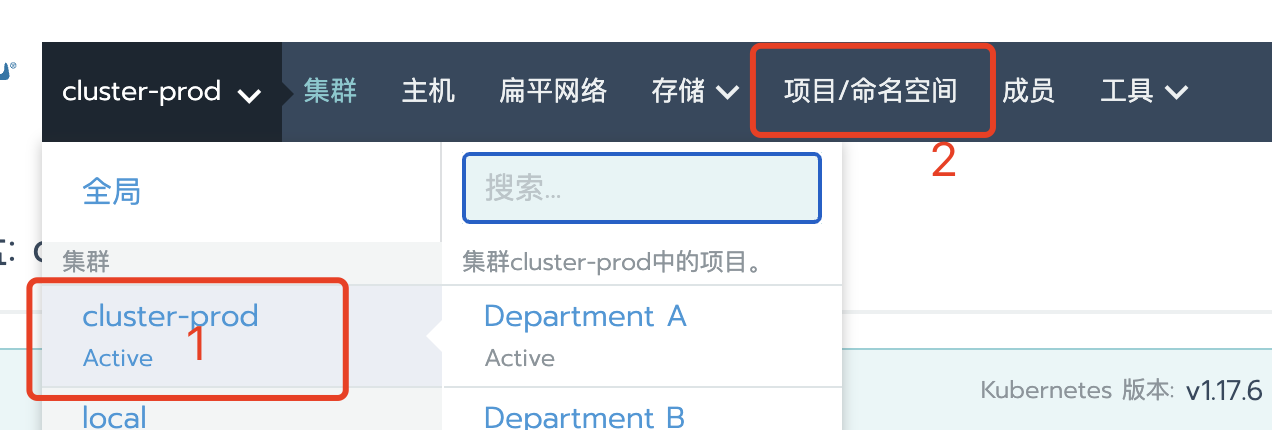 cluster-prod 集群 主机 扁平网络 存储 项目/命名空间 成员 工具
2
全局
搜索...
集群
集群cluster-prod中的项目。
cluster-prod
1
Active
Department A
Active
Kubernetes 版本: v1.17.6
local
Department B